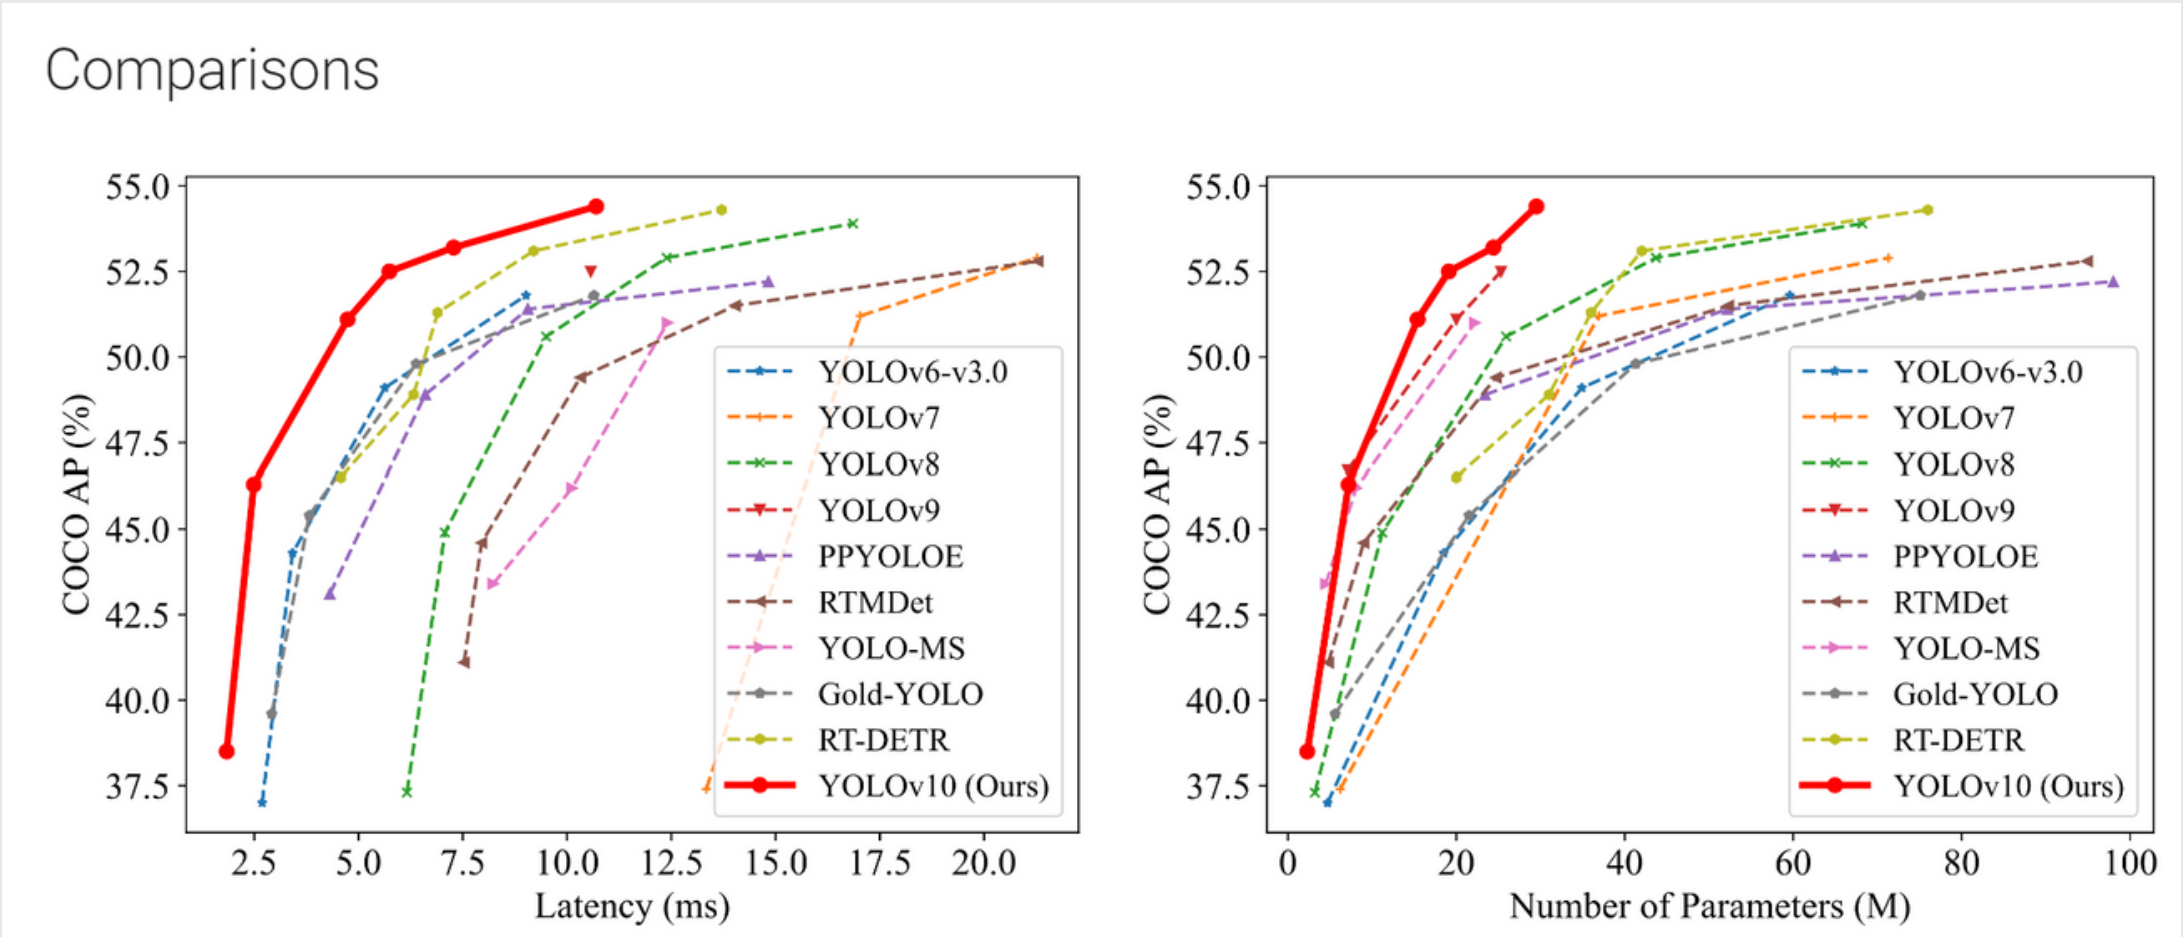 Comparisons
55.0
52.5
50.0
47.5
45.0
42.5
40.0
37.5
COCO AP (%)
2.5 5.0 7.5 10.0 12.5 15.0 17.5 20.0
Latency (ms)
YOLOv6-v3.0
YOLOv7
YOLOv8
YOLOv9
PPYOLOE
RTMDet
YOLO-MS
Gold-YOLO
RT-DETR
YOLOv10 (Ours)
55.0
52.5
50.0
47.5
45.0
42.5
40.0
37.5
COCO AP (%)
0 20 40 60 80 100
Number of Parameters (M)
YOLOv6-v3.0
YOLOv7
YOLOv8
YOLOv9
PPYOLOE
RTMDet
YOLO-MS
Gold-YOLO
RT-DETR
YOLOv10 (Ours)